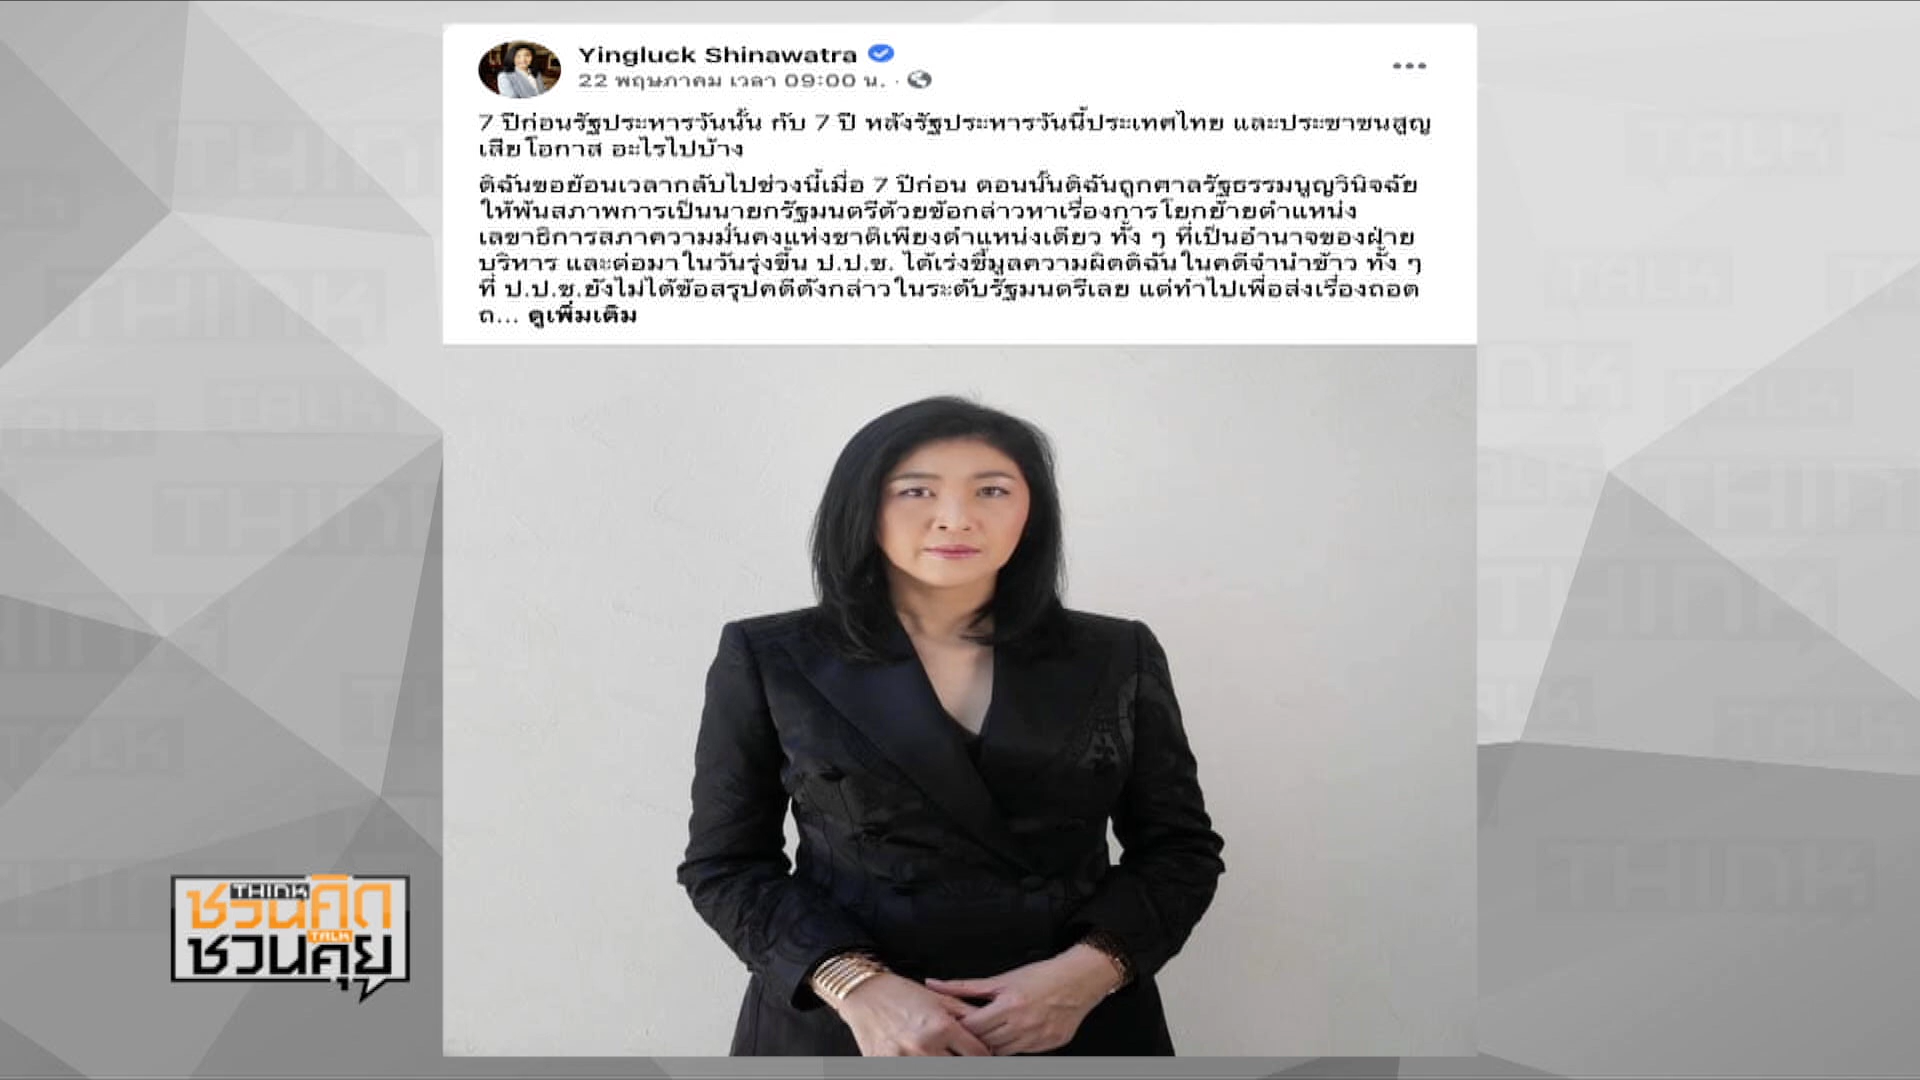 Yingluck Shinawatra
22 พฤษภาคม เวลา 09:00 น. ·
7 ปีก่อนรัฐประหารวันนั้น กับ 7 ปี หลังรัฐประหารวันนี้ประเทศไทย และประชาชนสูญ
เสียโอกาส อะไรไปบ้าง
ดิฉันขอย้อนเวลากลับไปช่วงนี้เมื่อ 7 ปีก่อน ตอนนั้นดิฉันถูกศาลรัฐธรรมนูญวินิจฉัย
ให้พ้นสภาพการเป็นนายกรัฐมนตรีด้วยข้อกล่าวหาเรื่องการโยกย้ายตำแหน่ง
เลขาธิการสภาความมั่นคงแห่งชาติเพียงตำแหน่งเดียว ทั้ง ๆ ที่เป็นอำนาจของฝ่าย
บริหาร และต่อมาในวันรุ่งขึ้น ป.ป.ช. ได้เร่งชี้มูลความผิดดิฉันในคดีจำนำข้าว ทั้ง ๆ
ที่ ป.ป.ช.ยังไม่ได้ข้อสรุปคดีดังกล่าวในระดับรัฐมนตรีเลย แต่ทำไปเพื่อส่งเรื่องถอด
ถ... ดูเพิ่มเติม
THINK
ชวนคิด
TALK
ชวนคุย